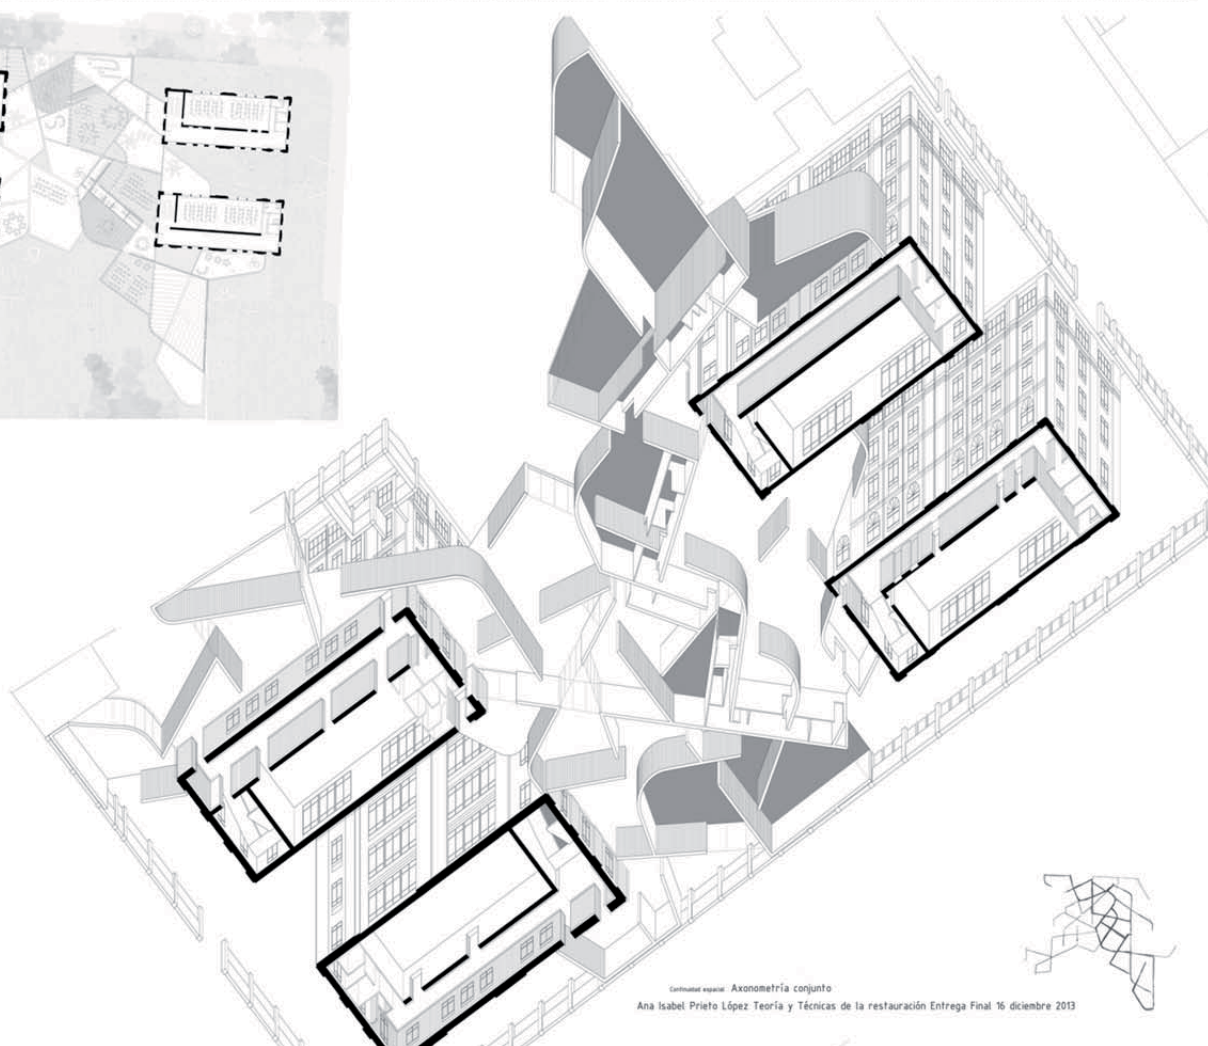 Continuidad espacial Axonometría conjunto
Ana Isabel Prieto López Teoría y Técnicas de la restauración Entrega Final 16 diciembre 2013